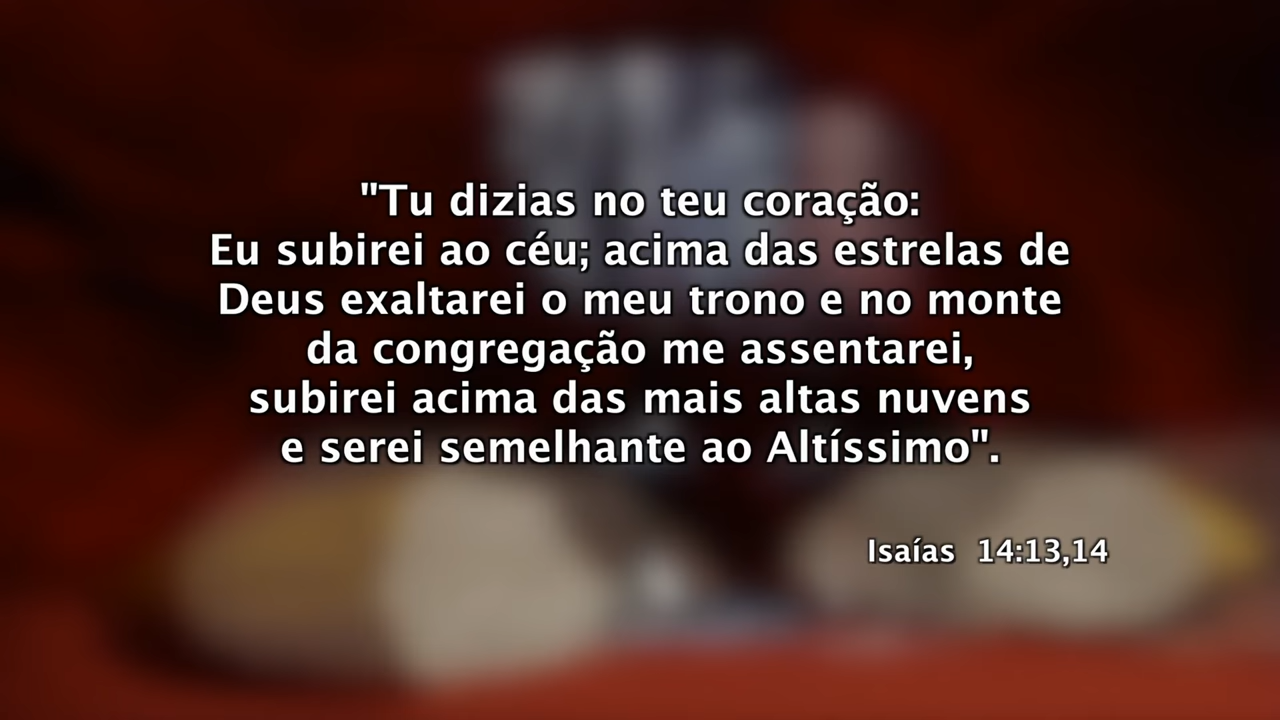 "Tu dizias no teu coração:
Eu subirei ao céu; acima das estrelas de
Deus exaltarei o meu trono e no monte
da congregação me assentarei,
subirei acima das mais altas nuvens
e serei semelhante ao Altíssimo".
Isaías 14:13,14